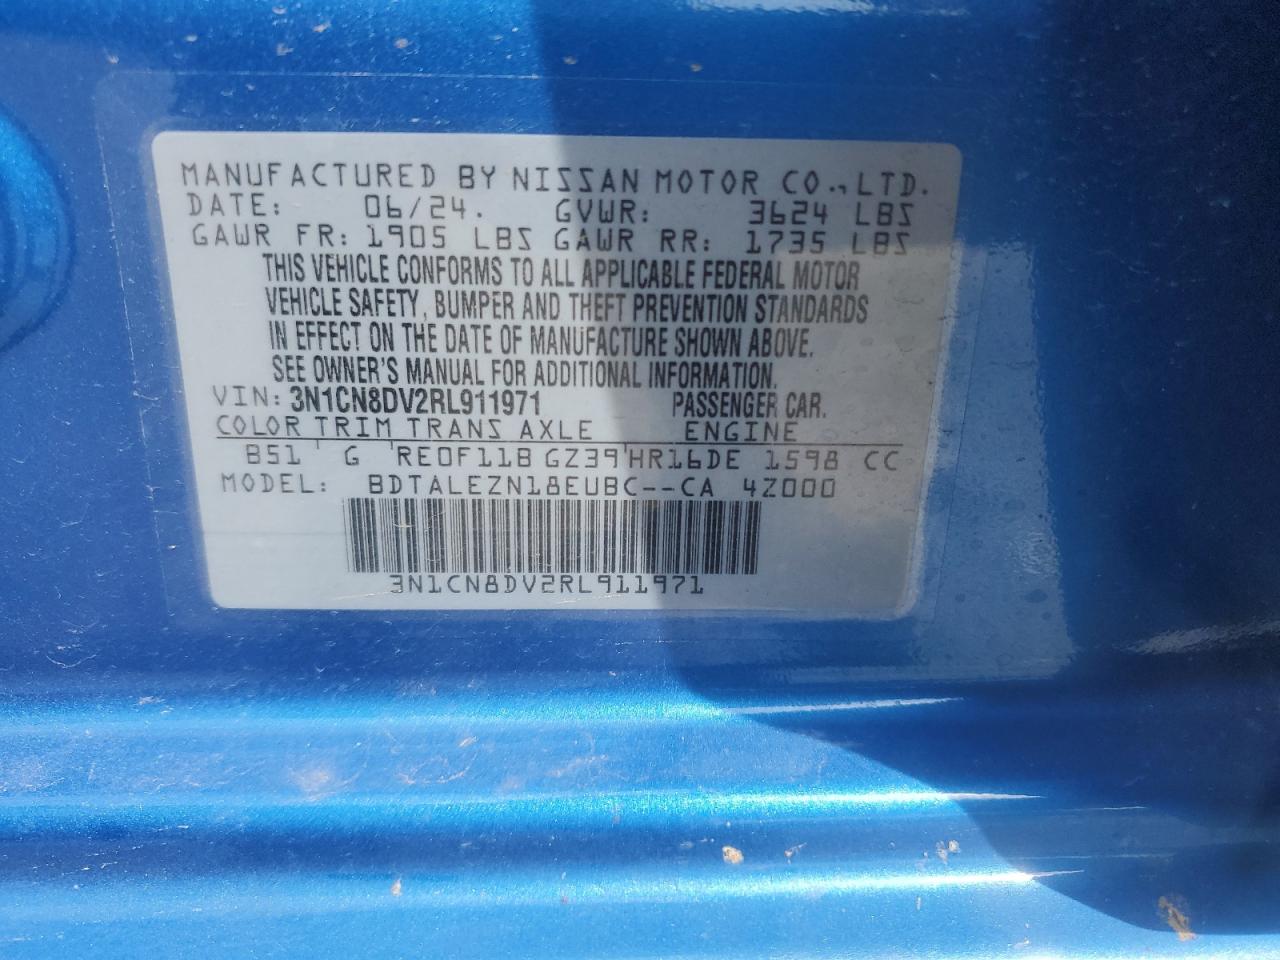 MANUFACTURED BY NISSAN MOTOR CO., LTD.
DATE: 06/24. GVWR: 3624 LBS
GAWR FR: 1905 LBS GAWR RR: 1735 LBS
THIS VEHICLE CONFORMS TO ALL APPLICABLE FEDERAL MOTOR
VEHICLE SAFETY, BUMPER AND THEFT PREVENTION STANDARDS
IN EFFECT ON THE DATE OF MANUFACTURE SHOWN ABOVE.
SEE OWNER'S MANUAL FOR ADDITIONAL INFORMATION.
VIN: 3N1CN8DV2RL911971 PASSENGER CAR.
COLOR TRIM TRANS AXLE ENGINE
B51 G RE0F11B GZ39 HR16DE 1598 CC
MODEL: BDTALEZN18EUBC--CA 4Z000
3N1CN8DV2RL911971